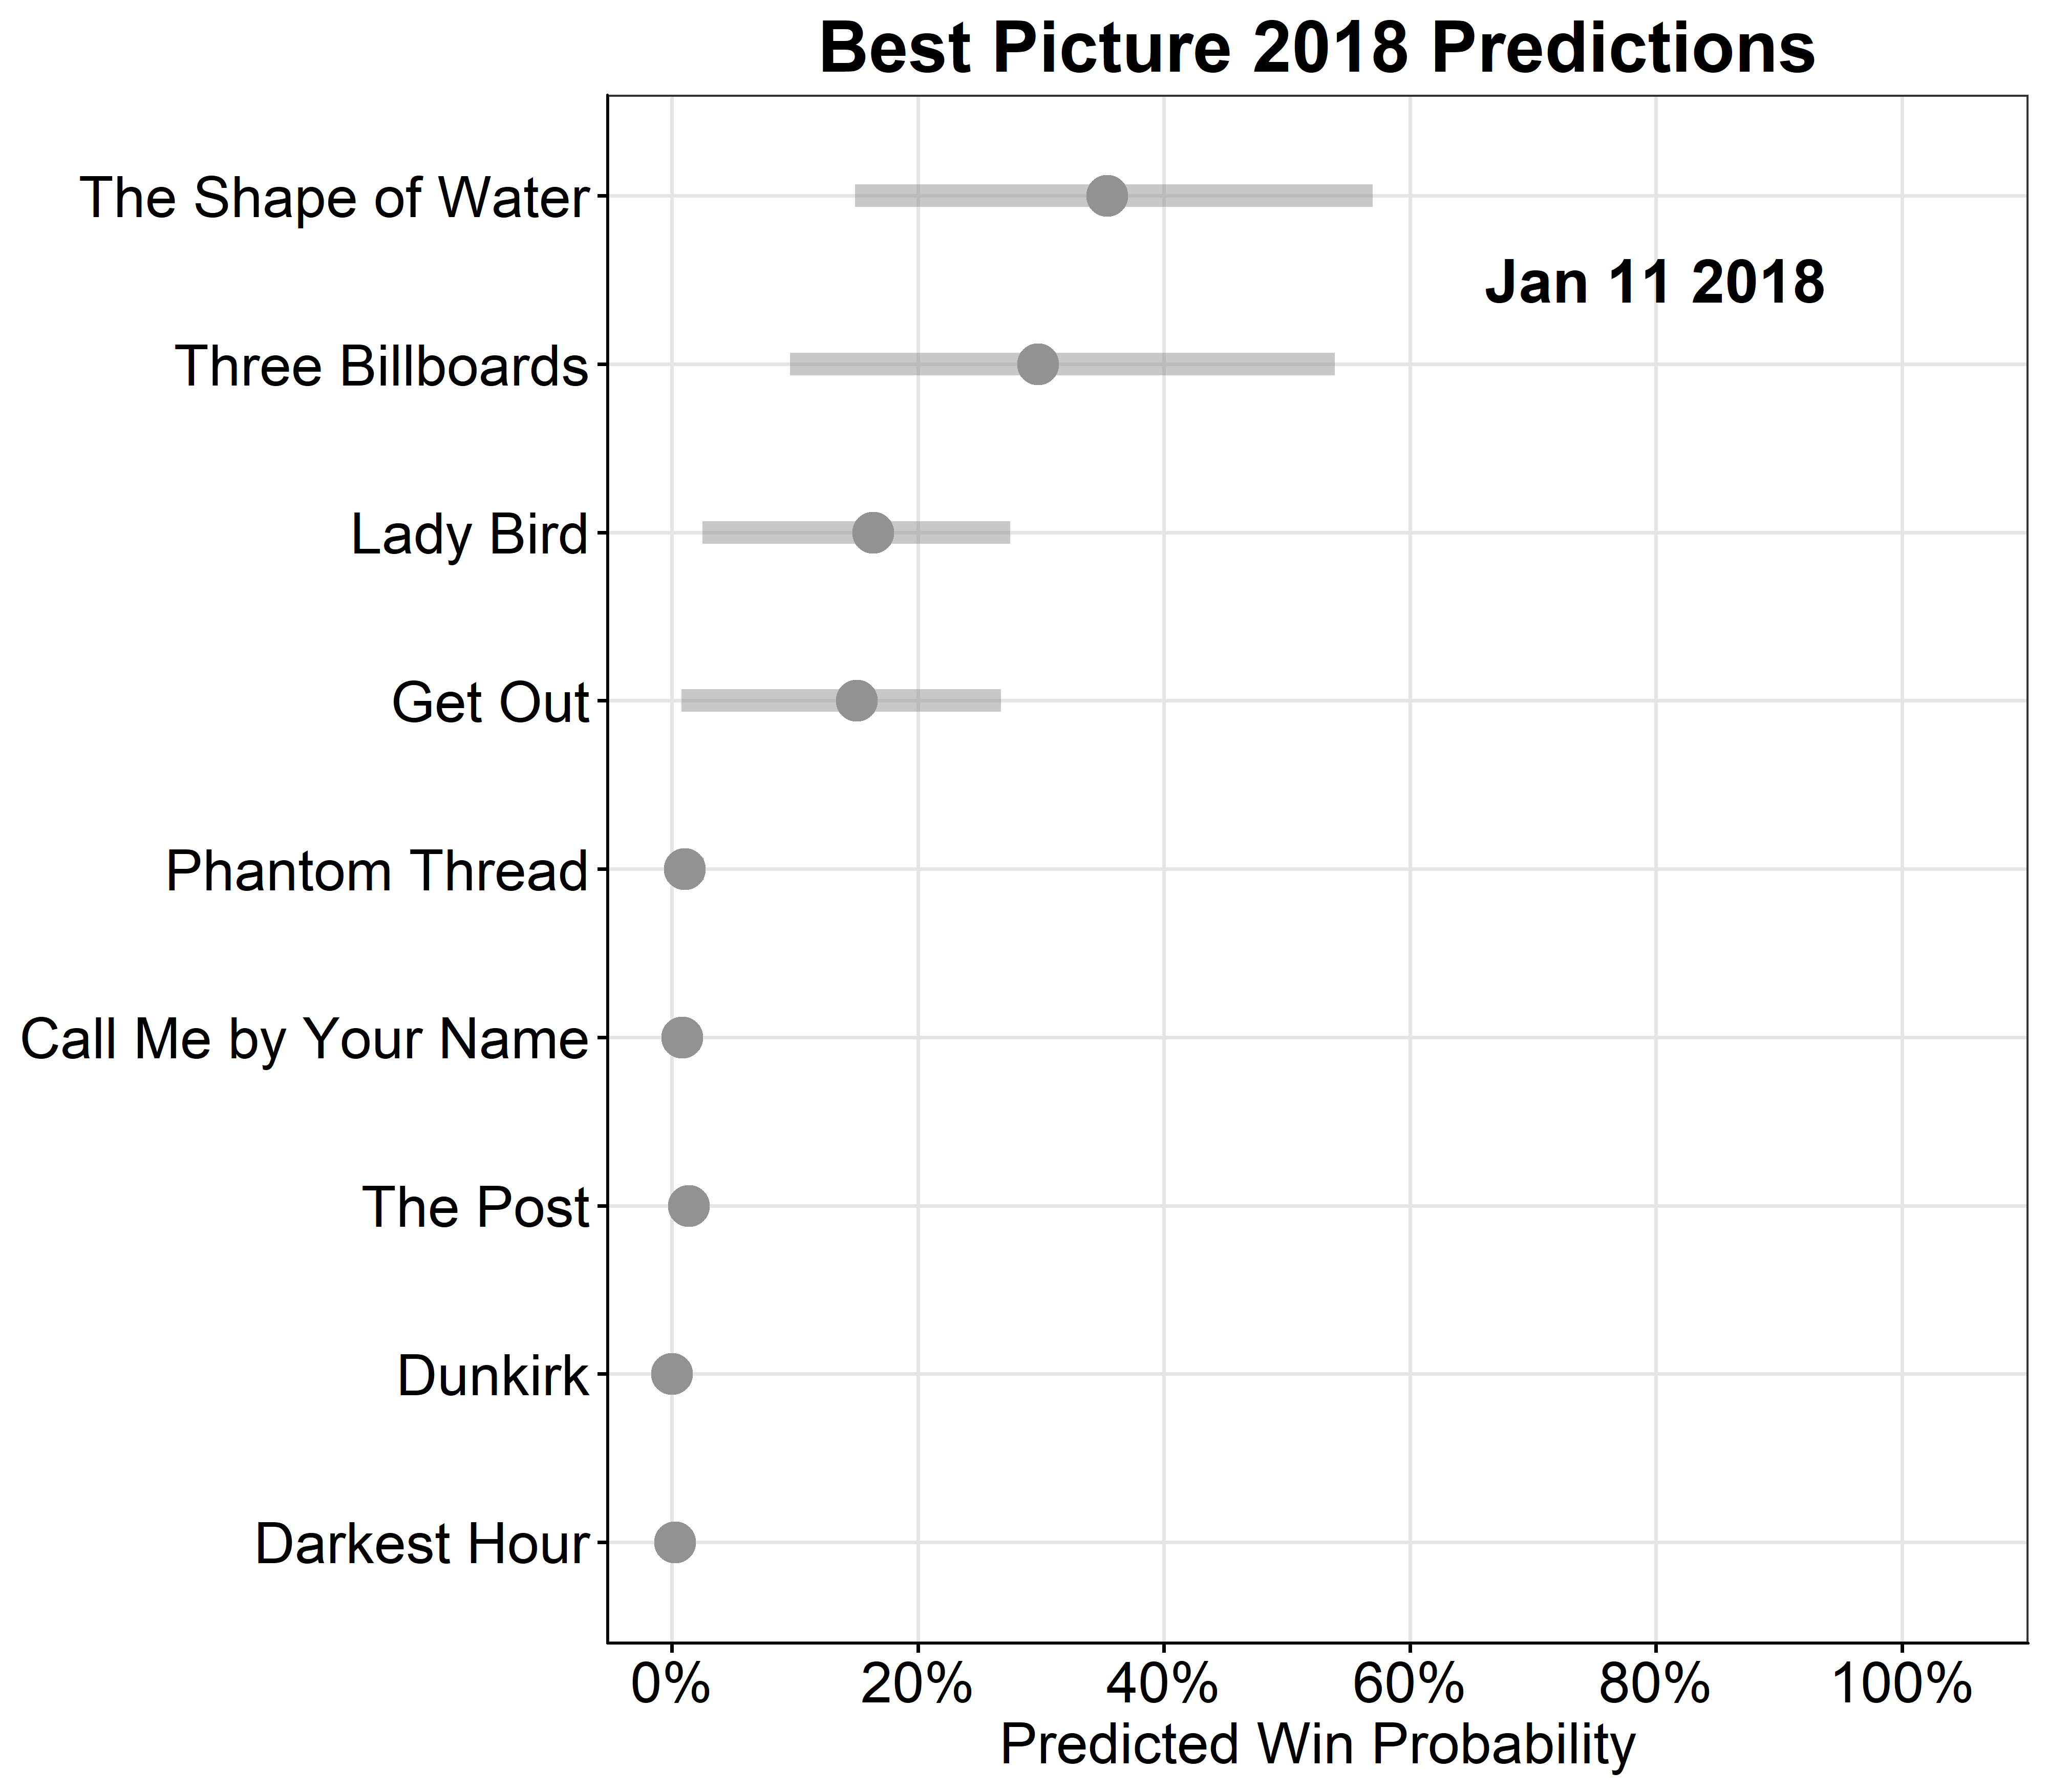 Best Picture 2018 Predictions
The Shape of Water
Jan 11 2018
Three Billboards
Lady Bird
Get Out
Phantom Thread
Call Me by Your Name
The Post
Dunkirk
Darkest Hour
0% 20% 40% 60% 80% 100%
Predicted Win Probability